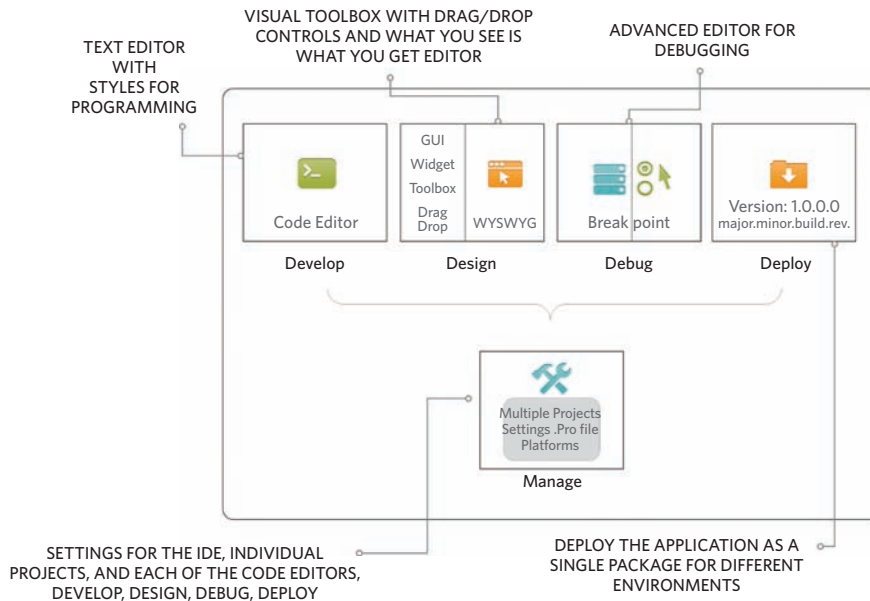 VISUAL TOOLBOX WITH DRAG/DROP
CONTROLS AND WHAT YOU SEE IS
WHAT YOU GET EDITOR
TEXT EDITOR
WITH
STYLES FOR
PROGRAMMING
ADVANCED EDITOR FOR
DEBUGGING
Code Editor
Develop
GUI
Widget
Toolbox
Drag
Drop
WYSWYG
Design
Break point
Debug
Version: 1.0.0.0
major.minor.build.rev.
Deploy
Multiple Projects
Settings .Pro file
Platforms
Manage
SETTINGS FOR THE IDE, INDIVIDUAL
PROJECTS, AND EACH OF THE CODE EDITORS,
DEVELOP, DESIGN, DEBUG, DEPLOY
DEPLOY THE APPLICATION AS A
SINGLE PACKAGE FOR DIFFERENT
ENVIRONMENTS